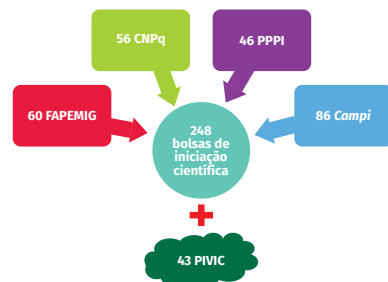 56 CNPq
46 PPPI
60 FAPEMIG
248
bolsas de
iniciação
científica
86 Campi
43 PIVIC